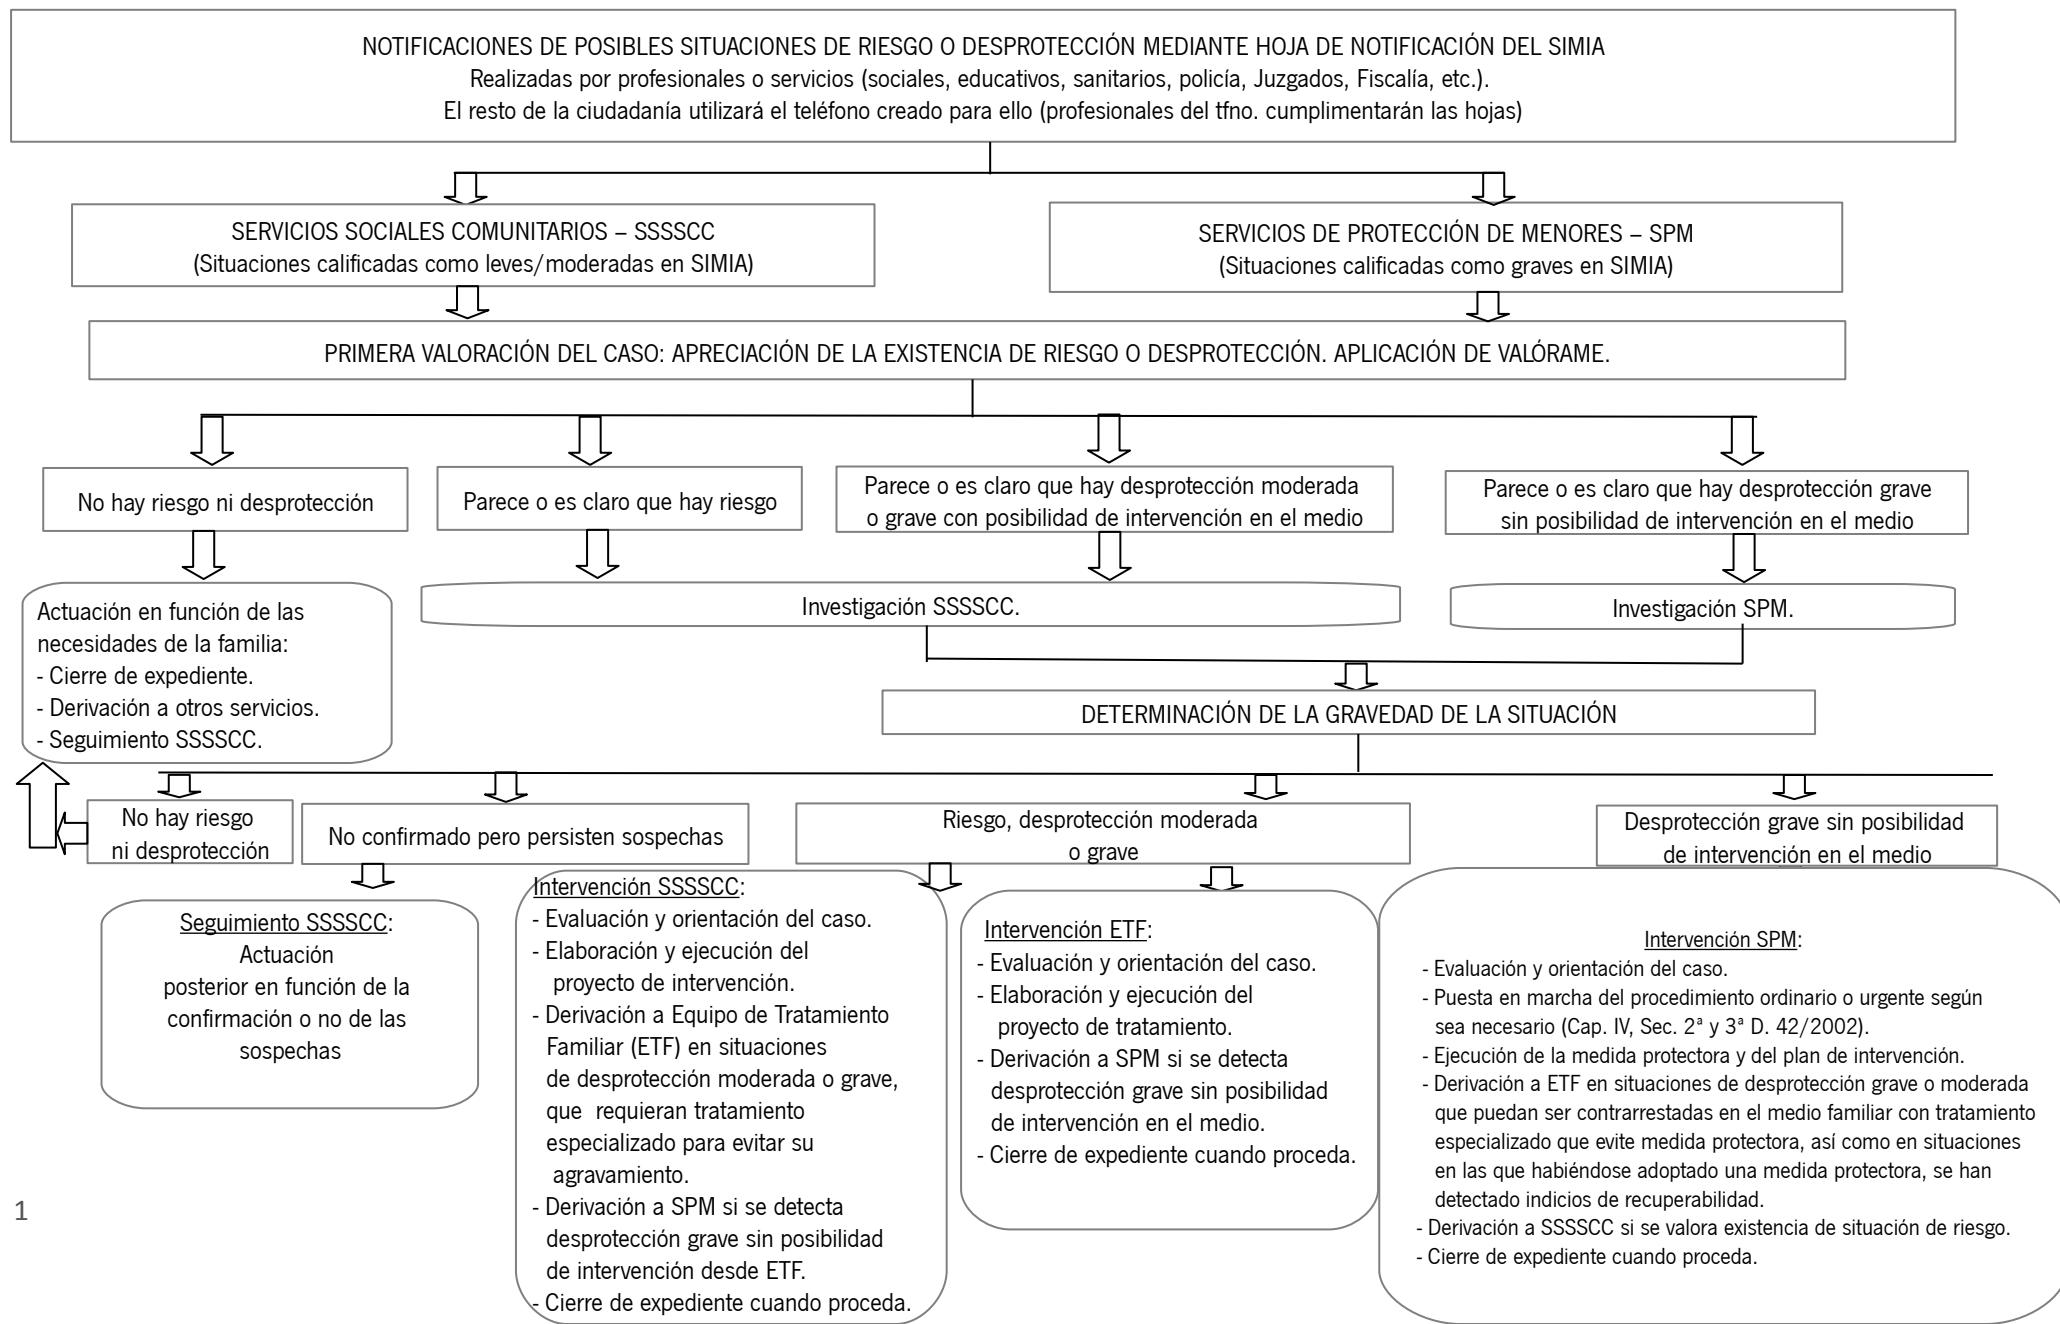 NOTIFICACIONES DE POSIBLES SITUACIONES DE RIESGO O DESPROTECCIÓN MEDIANTE HOJA DE NOTIFICACIÓN DEL SIMIA
Realizadas por profesionales o servicios (sociales, educativos, sanitarios, policía, Juzgados, Fiscalía, etc.).
El resto de la ciudadanía utilizará el teléfono creado para ello (profesionales del tfno. cumplimentarán las hojas)
SERVICIOS SOCIALES COMUNITARIOS – SSSSCC
(Situaciones calificadas como leves/moderadas en SIMIA)
SERVICIOS DE PROTECCIÓN DE MENORES – SPM
(Situaciones calificadas como graves en SIMIA)
PRIMERA VALORACIÓN DEL CASO: APRECIACIÓN DE LA EXISTENCIA DE RIESGO O DESPROTECCIÓN. APLICACIÓN DE VALÓRAME.
No hay riesgo ni desprotección
Parece o es claro que hay riesgo
Parece o es claro que hay desprotección moderada
o grave con posibilidad de intervención en el medio
Parece o es claro que hay desprotección grave
sin posibilidad de intervención en el medio
Actuación en función de las
necesidades de la familia:
- Cierre de expediente.
- Derivación a otros servicios.
- Seguimiento SSSSCC.
Investigación SSSSCC.
Investigación SPM.
DETERMINACIÓN DE LA GRAVEDAD DE LA SITUACIÓN
No hay riesgo
ni desprotección
No confirmado pero persisten sospechas
Riesgo, desprotección moderada
o grave
Desprotección grave sin posibilidad
de intervención en el medio
Seguimiento SSSSCC:
Actuación
posterior en función de la
confirmación o no de las
sospechas
Intervención SSSSCC:
- Evaluación y orientación del caso.
- Elaboración y ejecución del
proyecto de intervención.
- Derivación a Equipo de Tratamiento
Familiar (ETF) en situaciones
de desprotección moderada o grave,
que requieran tratamiento
especializado para evitar su
agravamiento.
- Derivación a SPM si se detecta
desprotección grave sin posibilidad
de intervención desde ETF.
- Cierre de expediente cuando proceda.
Intervención ETF:
- Evaluación y orientación del caso.
- Elaboración y ejecución del
proyecto de tratamiento.
- Derivación a SPM si se detecta
desprotección grave sin posibilidad
de intervención en el medio.
- Cierre de expediente cuando proceda.
Intervención SPM:
- Evaluación y orientación del caso.
- Puesta en marcha del procedimiento ordinario o urgente según
sea necesario (Cap. IV, Sec. 2ª y 3ª D. 42/2002).
- Ejecución de la medida protectora y del plan de intervención.
- Derivación a ETF en situaciones de desprotección grave o moderada
que puedan ser contrarrestadas en el medio familiar con tratamiento
especializado que evite medida protectora, así como en situaciones
en las que habiéndose adoptado una medida protectora, se han
detectado indicios de recuperabilidad.
- Derivación a SSSSCC si se valora existencia de situación de riesgo.
- Cierre de expediente cuando proceda.
1